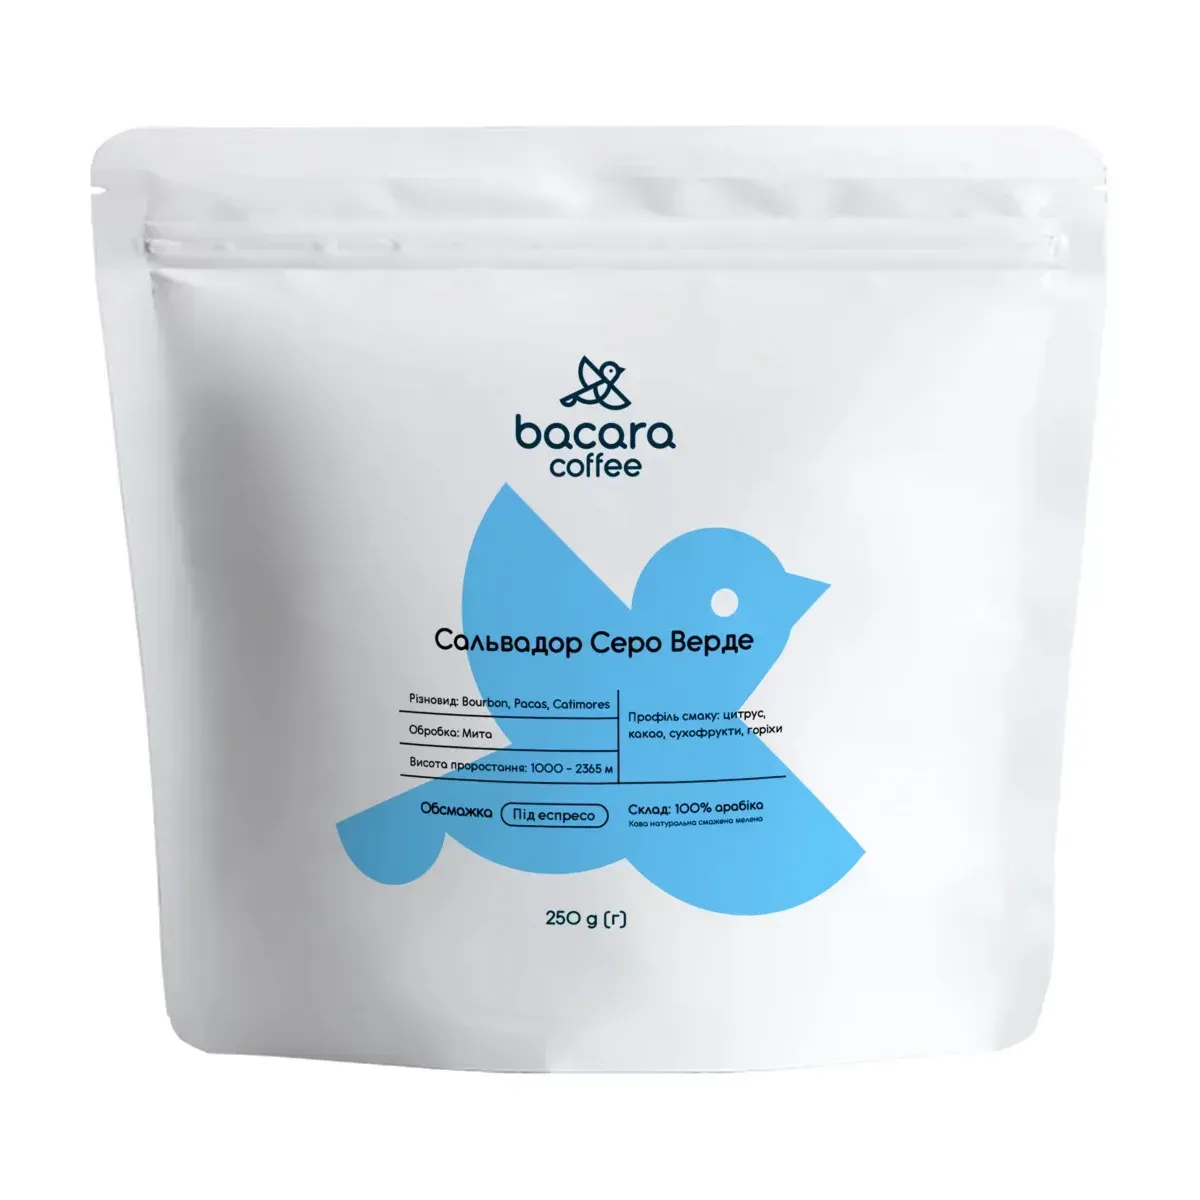 bacara
coffee
Сальвадор Серо Верде
Різновид: Bourbon, Pacas, Catimores
Обробка: Мита
Висота проростання: 1000 - 2365 м
Профіль смаку: цитрус,
какао, сухофрукти, горіхи
Обсмажка Під еспресо
Склад: 100% арабіка
Кава натуральна смажена мелена
250 g (г)